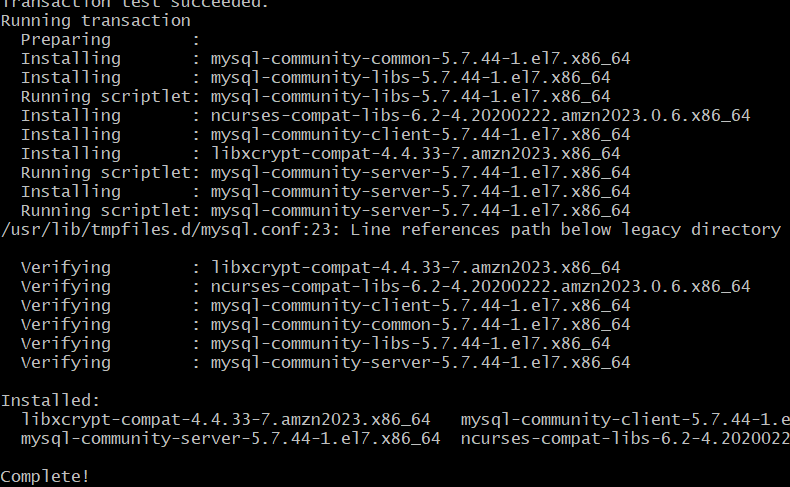 Transaction test succeeded.
Running transaction
  Preparing        :
  Installing       : mysql-community-common-5.7.44-1.el7.x86_64
  Installing       : mysql-community-libs-5.7.44-1.el7.x86_64
  Running scriptlet: mysql-community-libs-5.7.44-1.el7.x86_64
  Installing       : ncurses-compat-libs-6.2-4.20200222.amzn2023.0.6.x86_64
  Installing       : mysql-community-client-5.7.44-1.el7.x86_64
  Installing       : libxcrypt-compat-4.4.33-7.amzn2023.x86_64
  Running scriptlet: mysql-community-server-5.7.44-1.el7.x86_64
  Installing       : mysql-community-server-5.7.44-1.el7.x86_64
  Running scriptlet: mysql-community-server-5.7.44-1.el7.x86_64
/usr/lib/tmpfiles.d/mysql.conf:23: Line references path below legacy directory
  Verifying        : libxcrypt-compat-4.4.33-7.amzn2023.x86_64
  Verifying        : ncurses-compat-libs-6.2-4.20200222.amzn2023.0.6.x86_64
  Verifying        : mysql-community-client-5.7.44-1.el7.x86_64
  Verifying        : mysql-community-common-5.7.44-1.el7.x86_64
  Verifying        : mysql-community-libs-5.7.44-1.el7.x86_64
  Verifying        : mysql-community-server-5.7.44-1.el7.x86_64
Installed:
  libxcrypt-compat-4.4.33-7.amzn2023.x86_64   mysql-community-client-5.7.44-1.e
  mysql-community-server-5.7.44-1.el7.x86_64  ncurses-compat-libs-6.2-4.2020022
Complete!